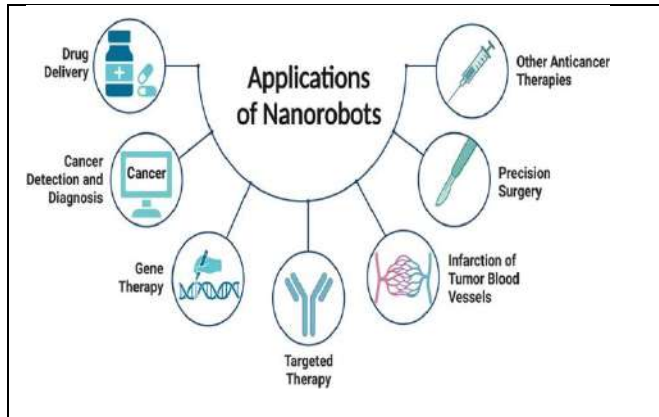 Applications
of Nanorobots
Drug
Delivery
Cancer
Detection and
Diagnosis
Cancer
Gene
Therapy
Targeted
Therapy
Infarction of
Tumor Blood
Vessels
Precision
Surgery
Other Anticancer
Therapies